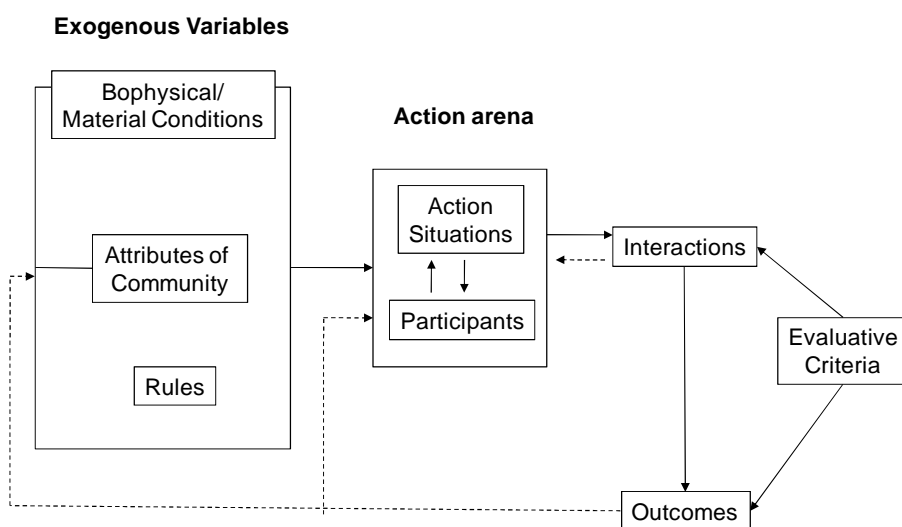 Exogenous Variables
Bophysical/
Material Conditions
Attributes of
Community
Rules
Action arena
Action
Situations
Participants
Interactions
Evaluative
Criteria
Outcomes